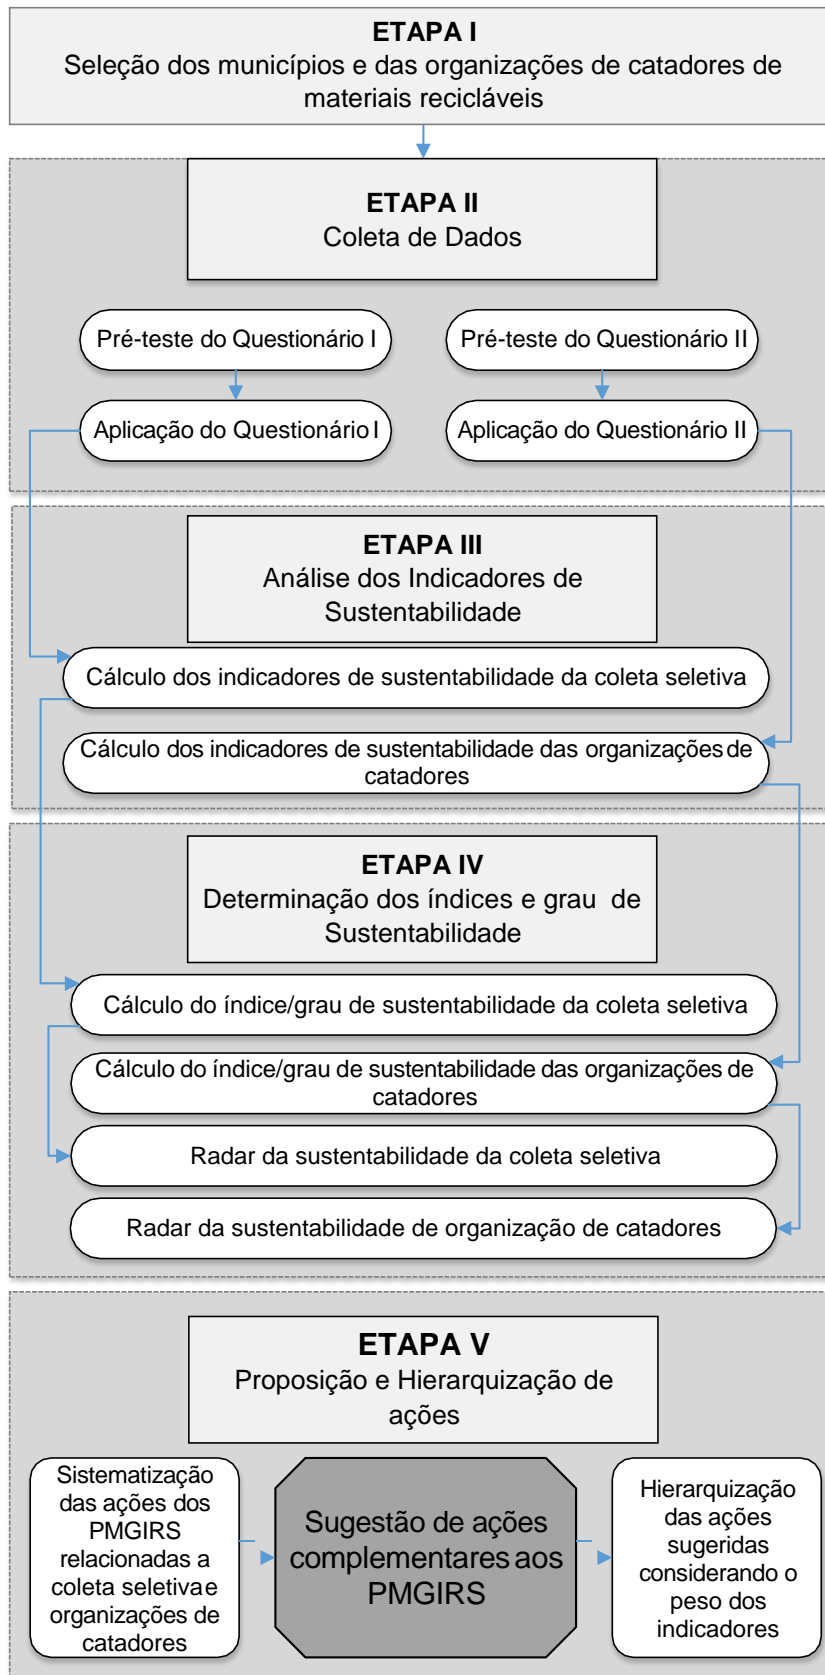 ETAPA I
Seleção dos municípios e das organizações de catadores de
materiais recicláveis
ETAPA II
Coleta de Dados
Pré-teste do Questionário I
Pré-teste do Questionário II
Aplicação do Questionário I
Aplicação do Questionário II
ETAPA III
Análise dos Indicadores de
Sustentabilidade
Cálculo dos indicadores de sustentabilidade da coleta seletiva
Cálculo dos indicadores de sustentabilidade das organizações de
catadores
ETAPA IV
Determinação dos índices e grau de
Sustentabilidade
Cálculo do índice/grau de sustentabilidade da coleta seletiva
Cálculo do índice/grau de sustentabilidade das organizações de
catadores
Radar da sustentabilidade da coleta seletiva
Radar da sustentabilidade de organização de catadores
ETAPA V
Proposição e Hierarquização de
ações
Sistematização
das ações dos
PMGIRS
relacionadas a
coleta seletiva e
organizações de
catadores
Sugestão de ações
complementares aos
PMGIRS
Hierarquização
das ações
sugeridas
considerando o
peso dos
indicadores